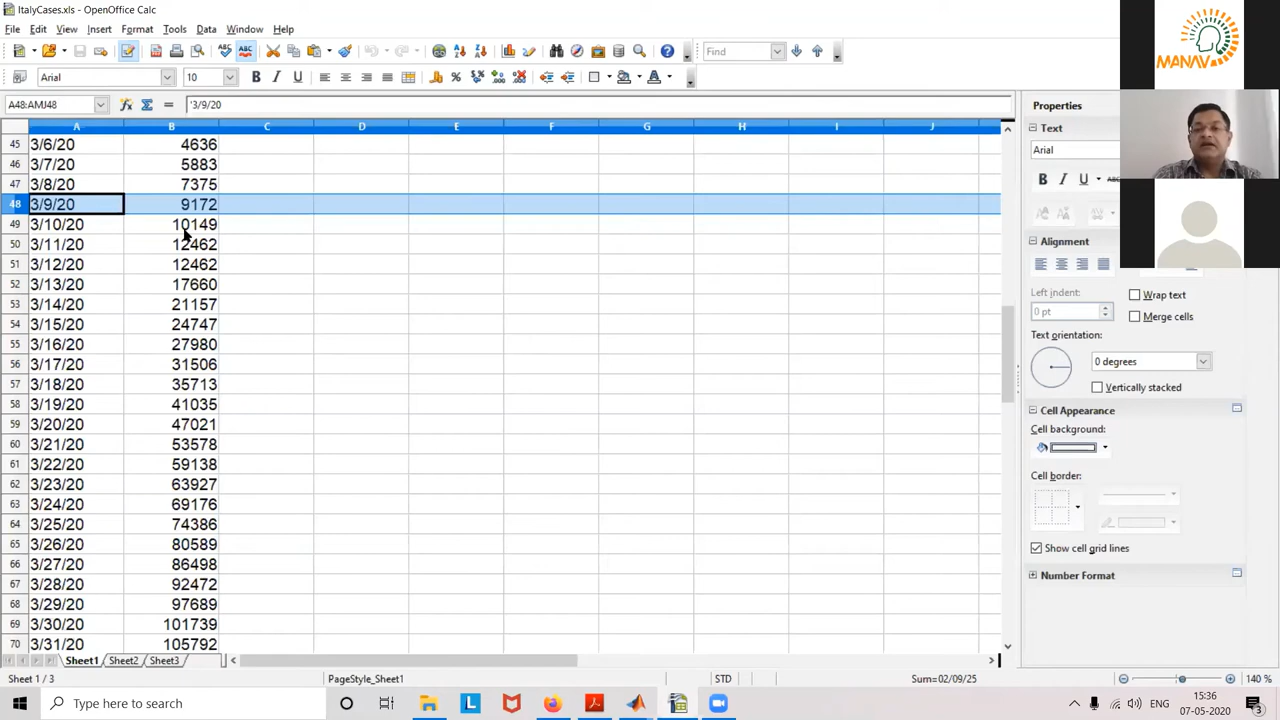 ItalyCases.xls - OpenOffice Calc
File Edit View Insert Format Tools Data Window Help
Find
Arial 10
A48:AMJ48 '3/9/20
A B C D E F G H I J
45 3/6/20 4636
46 3/7/20 5883
47 3/8/20 7375
48 3/9/20 9172
49 3/10/20 10149
50 3/11/20 12462
51 3/12/20 12462
52 3/13/20 17660
53 3/14/20 21157
54 3/15/20 24747
55 3/16/20 27980
56 3/17/20 31506
57 3/18/20 35713
58 3/19/20 41035
59 3/20/20 47021
60 3/21/20 53578
61 3/22/20 59138
62 3/23/20 63927
63 3/24/20 69176
64 3/25/20 74386
65 3/26/20 80589
66 3/27/20 86498
67 3/28/20 92472
68 3/29/20 97689
69 3/30/20 101739
70 3/31/20 105792
Sheet1 Sheet2 Sheet3
Sheet 1 / 3 PageStyle_Sheet1 STD Sum=02/09/25 140 %
Properties
Text
Arial
Alignment
Left indent:
0 pt
Wrap text
Merge cells
Text orientation:
0 degrees
Vertically stacked
Cell Appearance
Cell background:
Cell border:
Show cell grid lines
Number Format
MANAV
Type here to search
ENG
15:36
07-05-2020
3